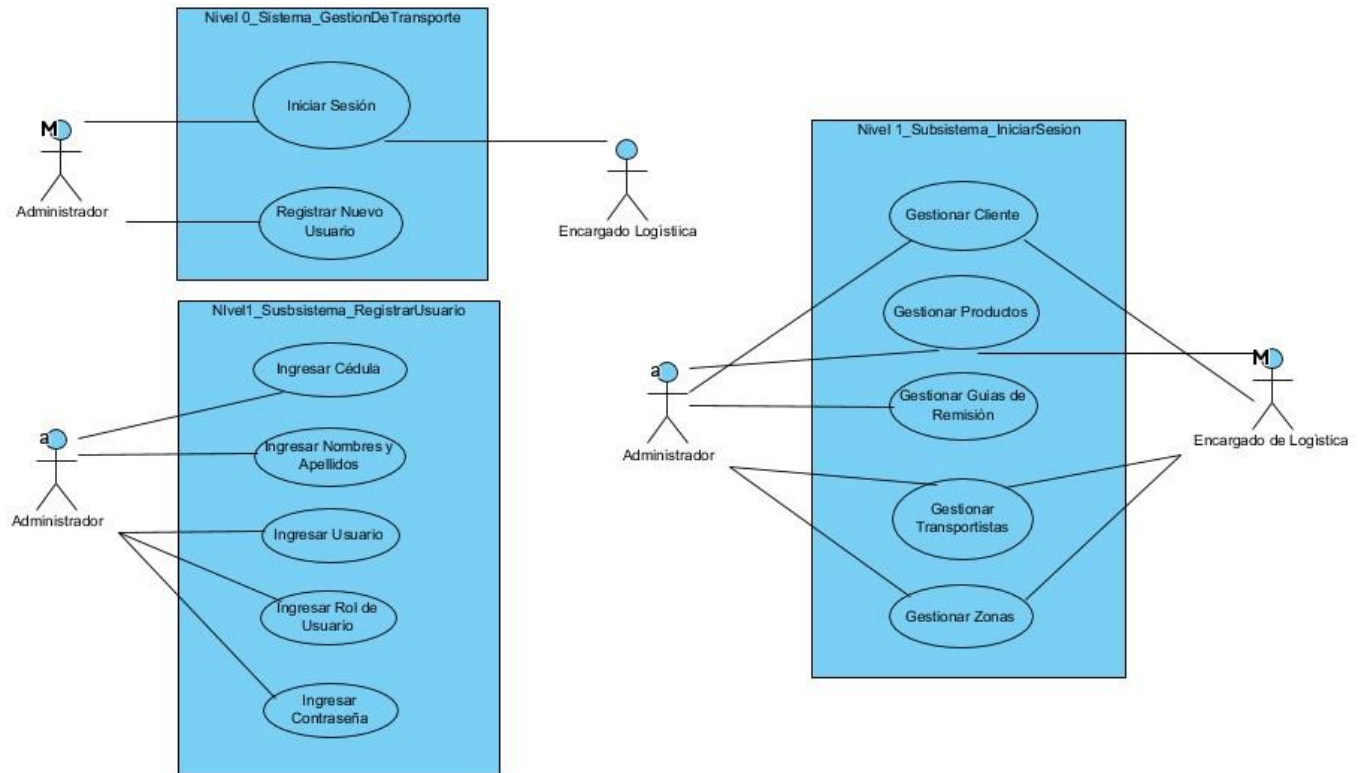 Nivel 0_Sistema_GestionDeTransporte
Iniciar Sesión
M
Administrador
Registrar Nuevo
Usuario
Encargado Logistiica
NIvel1_Susbsistema_RegistrarUsuario
Ingresar Cédula
a
Administrador
Ingresar Nombres y
Apellidos
Ingresar Usuario
Ingresar Rol de
Usuario
Ingresar
Contraseña
Nivel 1_Subsistema_IniciarSesion
Gestionar Cliente
Gestionar Productos
a
Administrador
M
Encargado de Logistica
Gestionar Guias de
Remisión
Gestionar
Transportistas
Gestionar Zonas